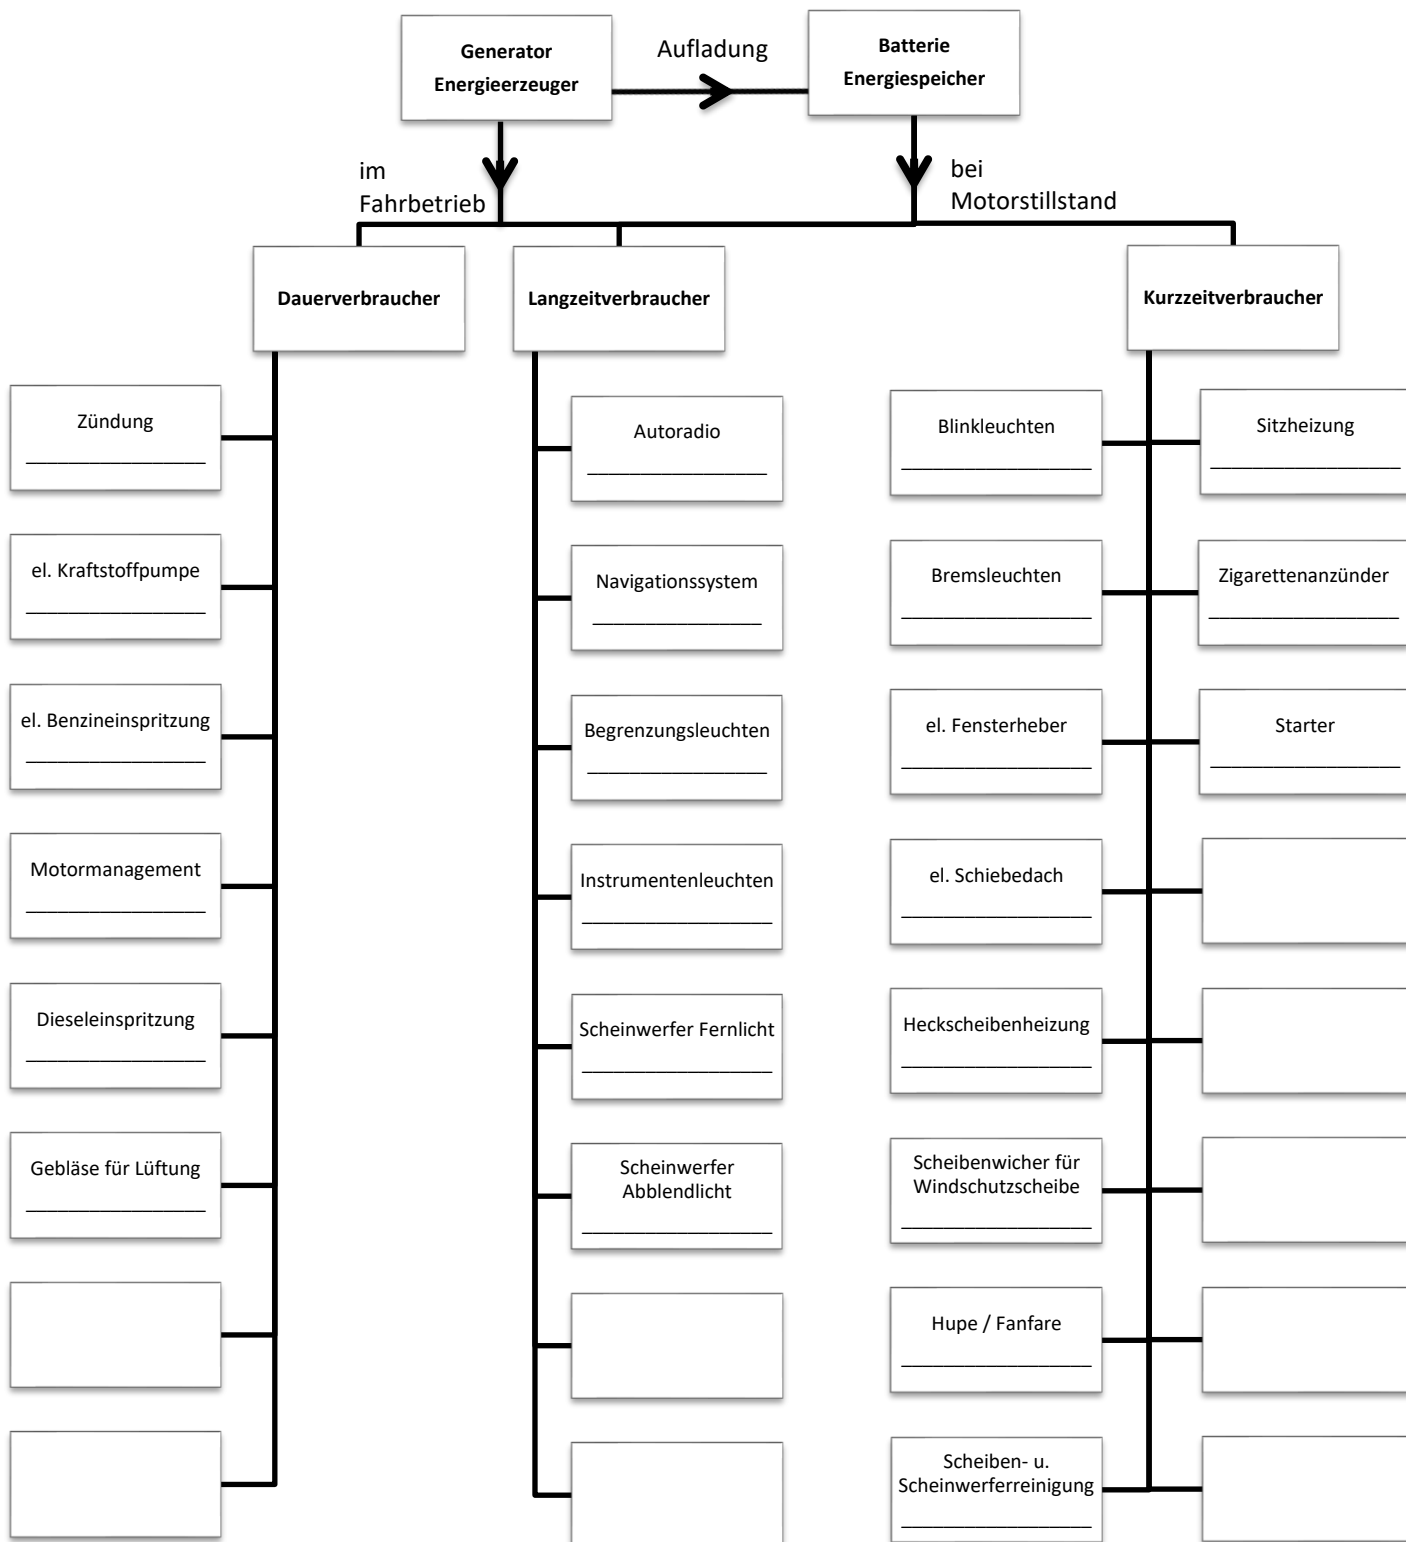 Generator
Energieerzeuger
Aufladung
Batterie
Energiespeicher
im
Fahrbetrieb
bei
Motorstillstand
Dauerverbraucher
Langzeitverbraucher
Kurzzeitverbraucher
Zündung
el. Kraftstoffpumpe
el. Benzineinspritzung
Motormanagement
Dieseleinspritzung
Gebläse für Lüftung
Autoradio
Navigationssystem
Begrenzungsleuchten
Instrumentenleuchten
Scheinwerfer Fernlicht
Scheinwerfer
Abblendlicht
Blinkleuchten
Bremsleuchten
el. Fensterheber
el. Schiebedach
Heckscheibenheizung
Scheibenwicher für
Windschutzscheibe
Hupe / Fanfare
Scheiben- u.
Scheinwerferreinigung
Sitzheizung
Zigarettenanzünder
Starter